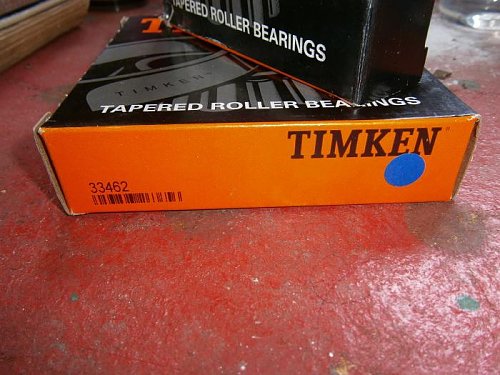 TAPERED ROLLER BEARINGS
TIMKEN
TAPERED ROLLER BEARINGS
TIMKEN
33462